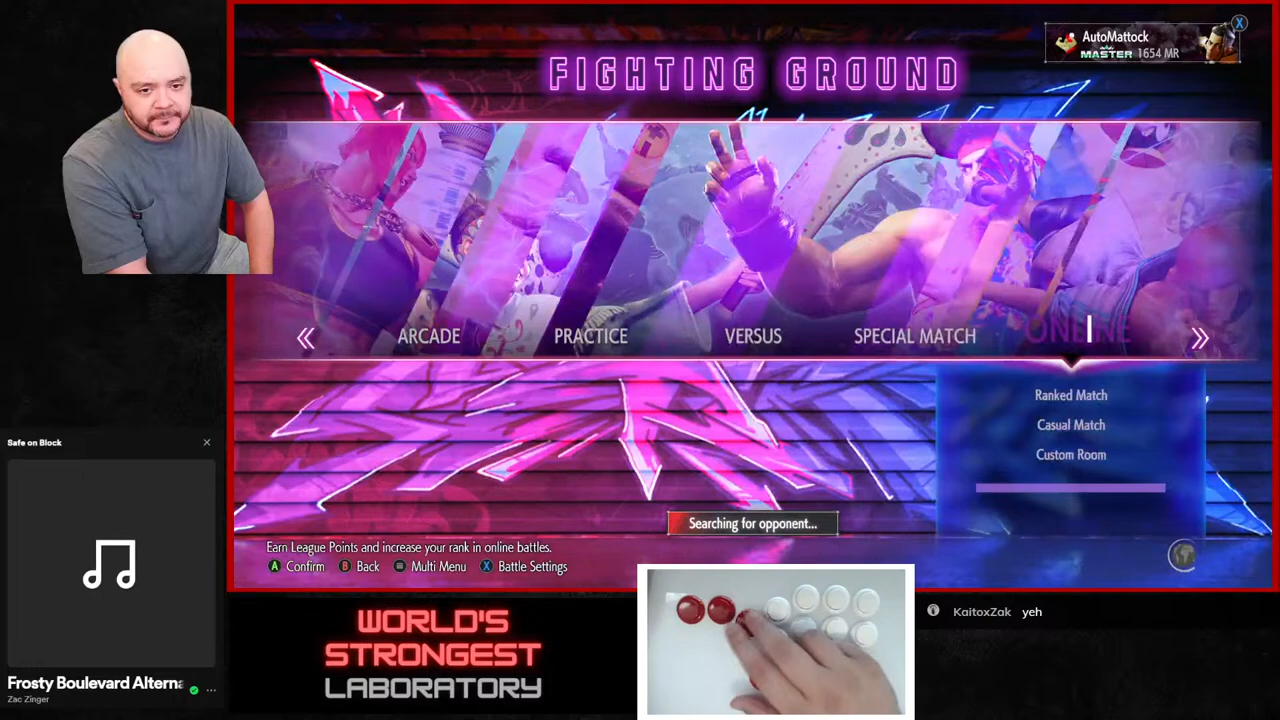 FIGHTING GROUND
AutoMattock
MASTER 1654 MR
X
ARCADE
PRACTICE
VERSUS
SPECIAL MATCH
ONLINE
Ranked Match
Casual Match
Custom Room
Searching for opponent...
Earn League Points and increase your rank in online battles.
A Confirm B Back Multi Menu X Battle Settings
Safe on Block
Frosty Boulevard Alterna
Zac Zinger
WORLD'S
STRONGEST
LABORATORY
KaitoxZak yeh